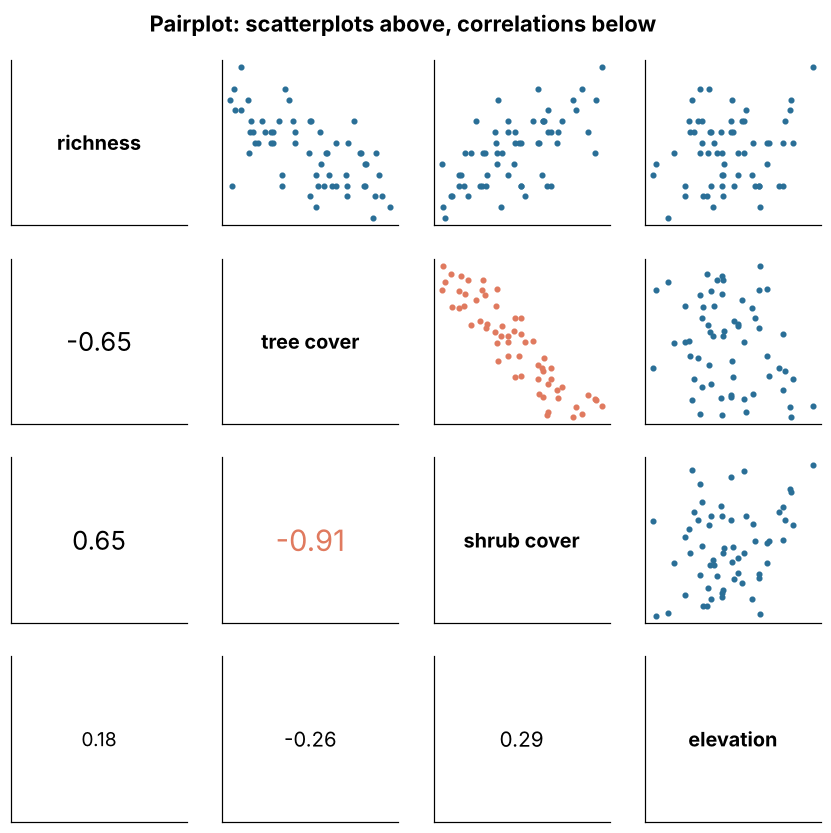 Pairplot: scatterplots above, correlations below
richness
-0.65
tree cover
0.65
-0.91
shrub cover
0.18
-0.26
0.29
elevation